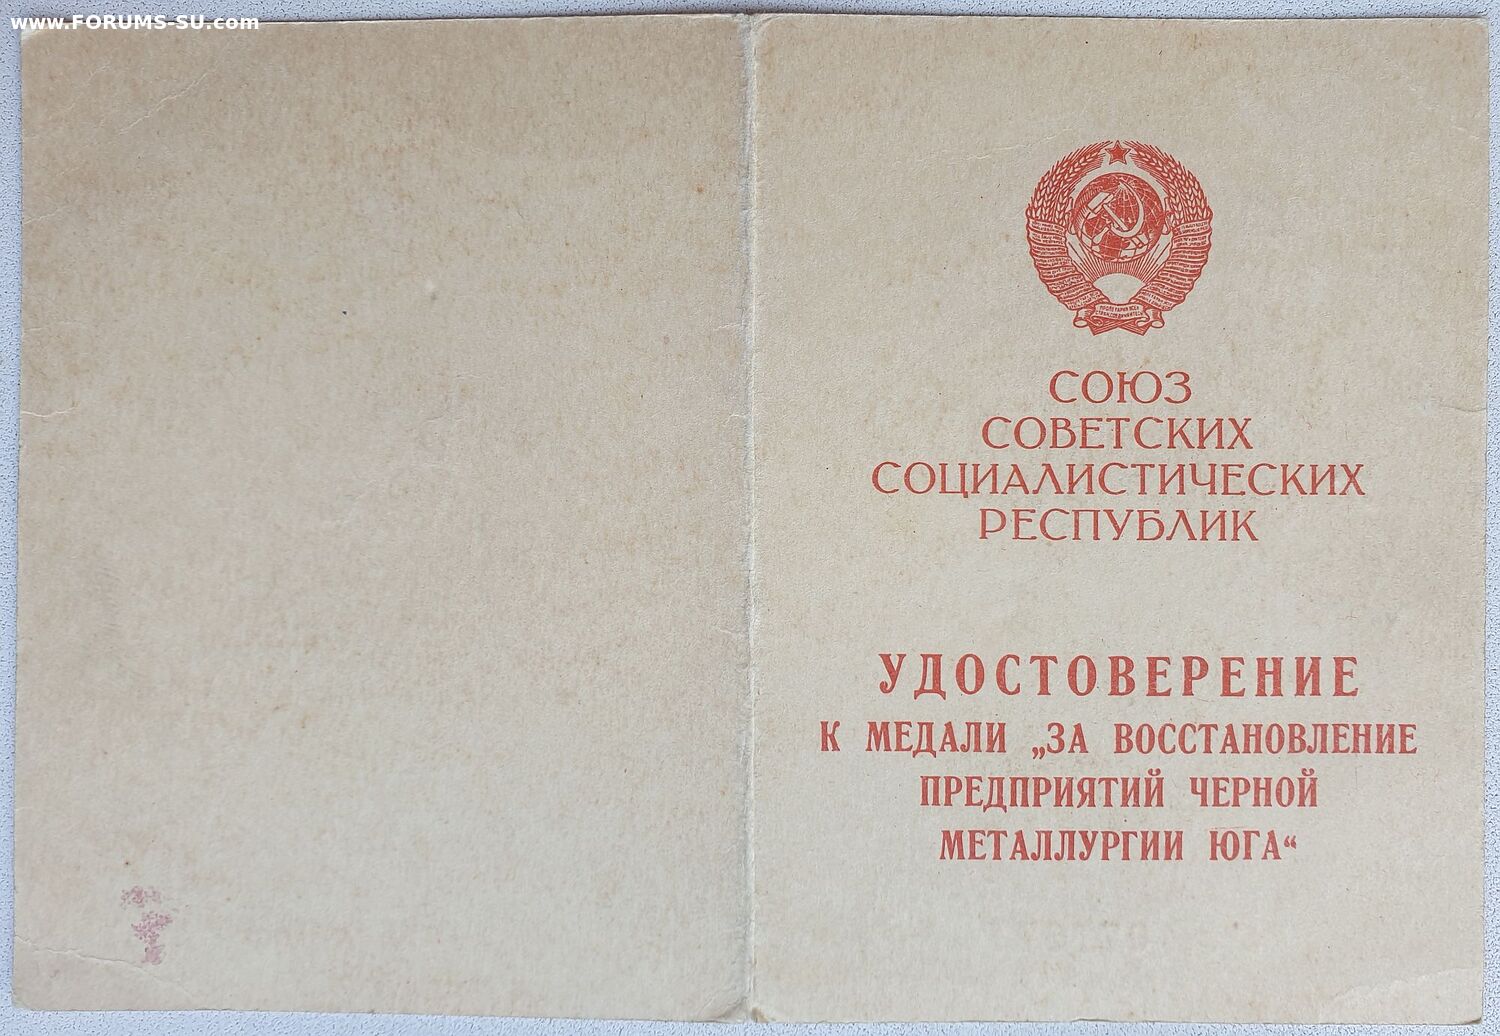 www.FORUMS-SU.com
СОЮЗ
СОВЕТСКИХ
СОЦИАЛИСТИЧЕСКИХ
РЕСПУБЛИК
УДОСТОВЕРЕНИЕ
К МЕДАЛИ „ЗА ВОССТАНОВЛЕНИЕ
ПРЕДПРИЯТИЙ ЧЕРНОЙ
МЕТАЛЛУРГИИ ЮГА“